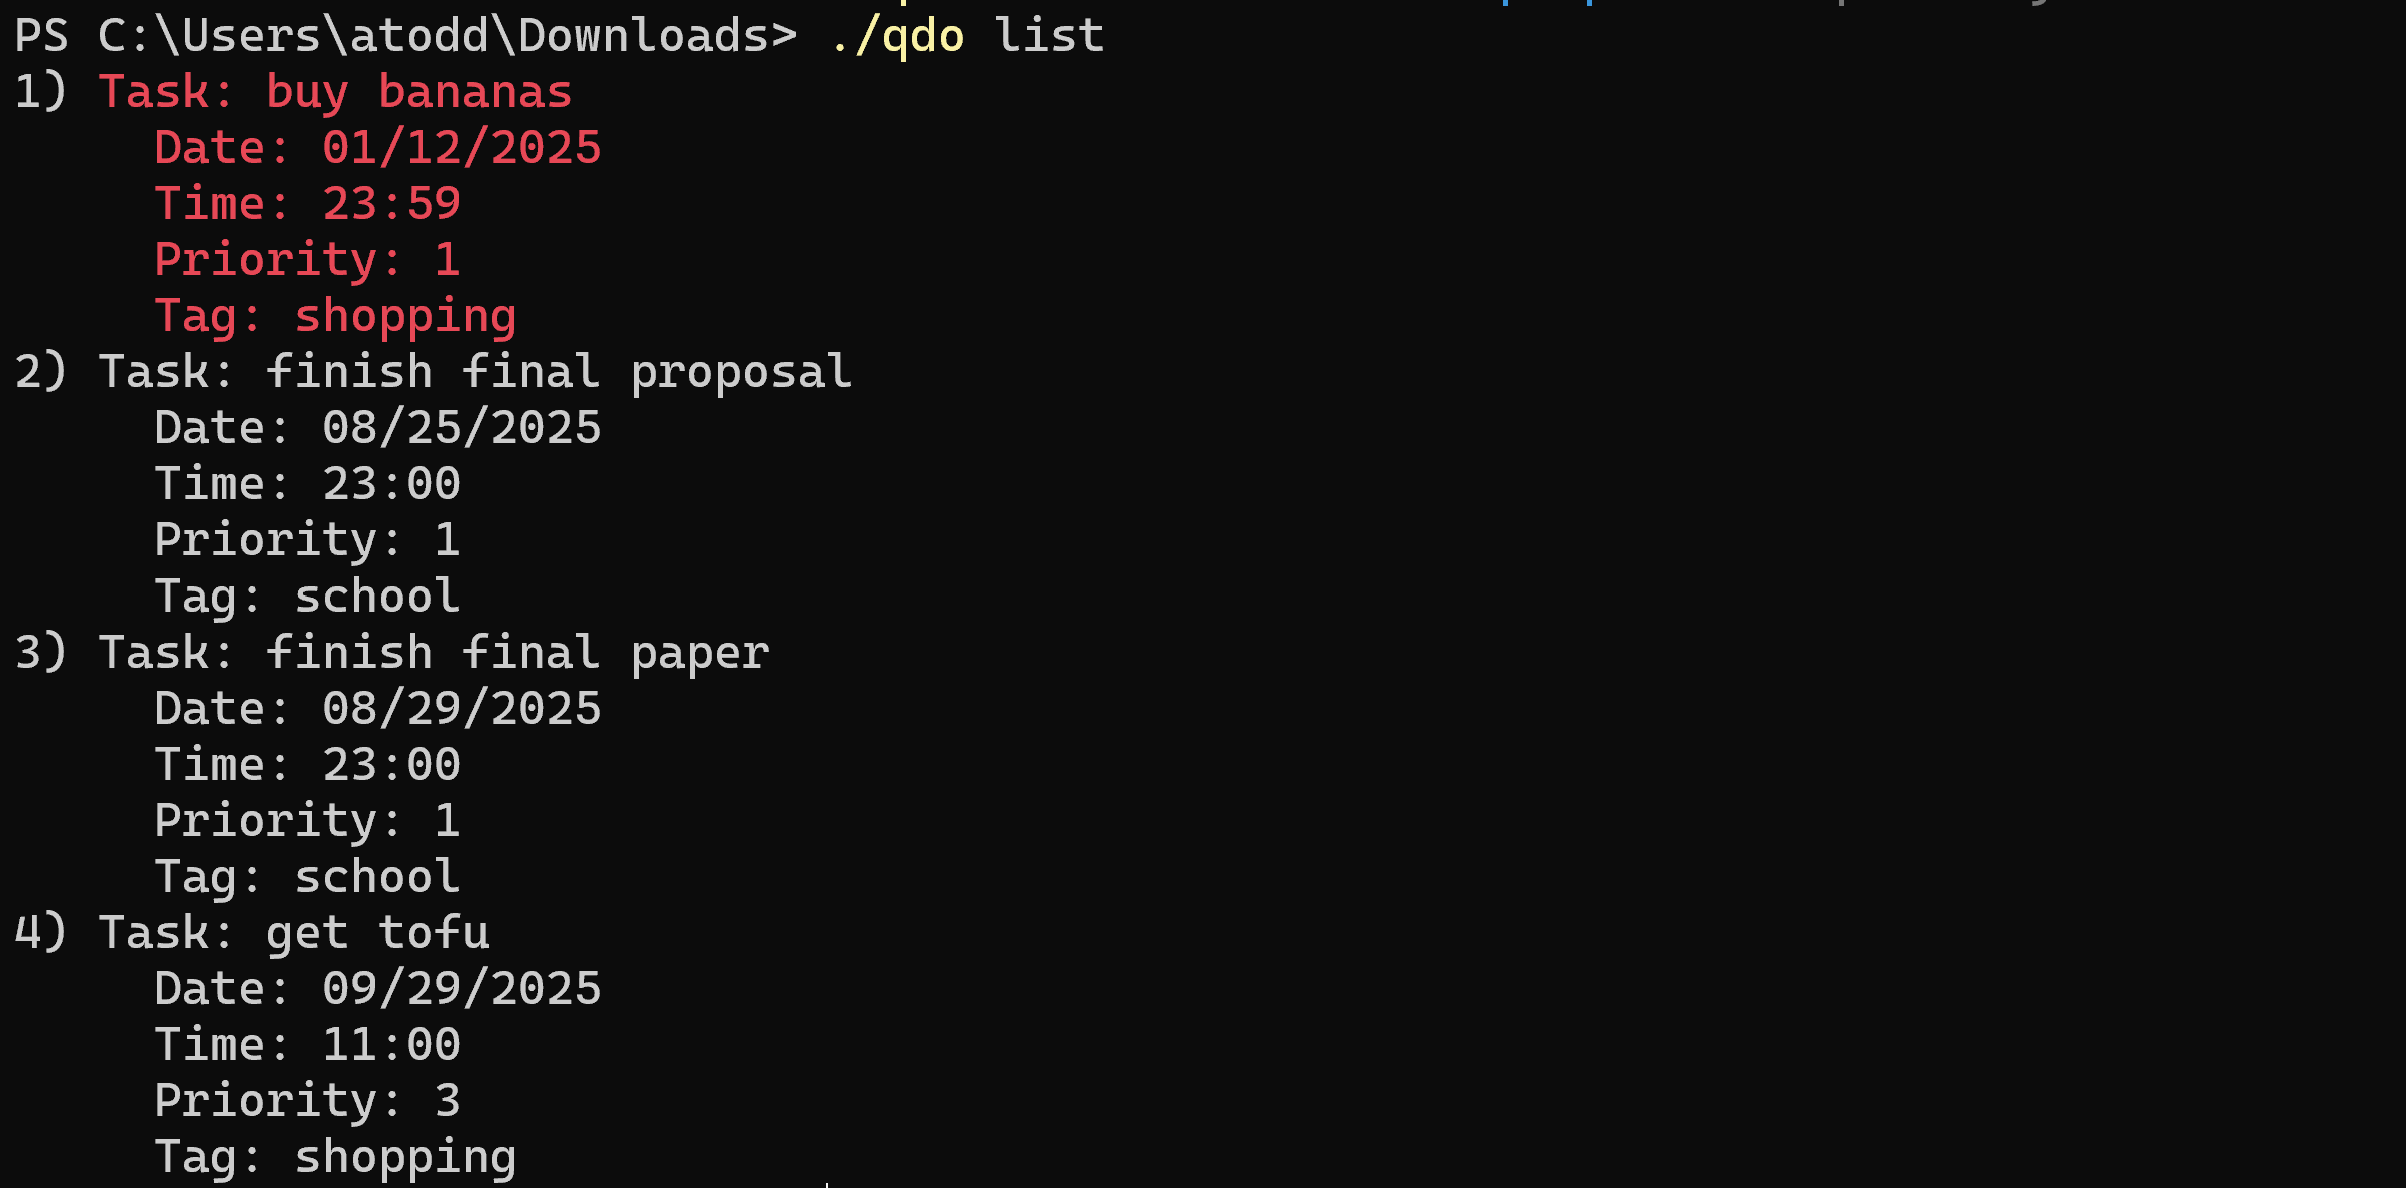 PS C:\Users\atodd\Downloads> ./qdo list
1) Task: buy bananas
Date: 01/12/2025
Time: 23:59
Priority: 1
Tag: shopping
2) Task: finish final proposal
Date: 08/25/2025
Time: 23:00
Priority: 1
Tag: school
3) Task: finish final paper
Date: 08/29/2025
Time: 23:00
Priority: 1
Tag: school
4) Task: get tofu
Date: 09/29/2025
Time: 11:00
Priority: 3
Tag: shopping